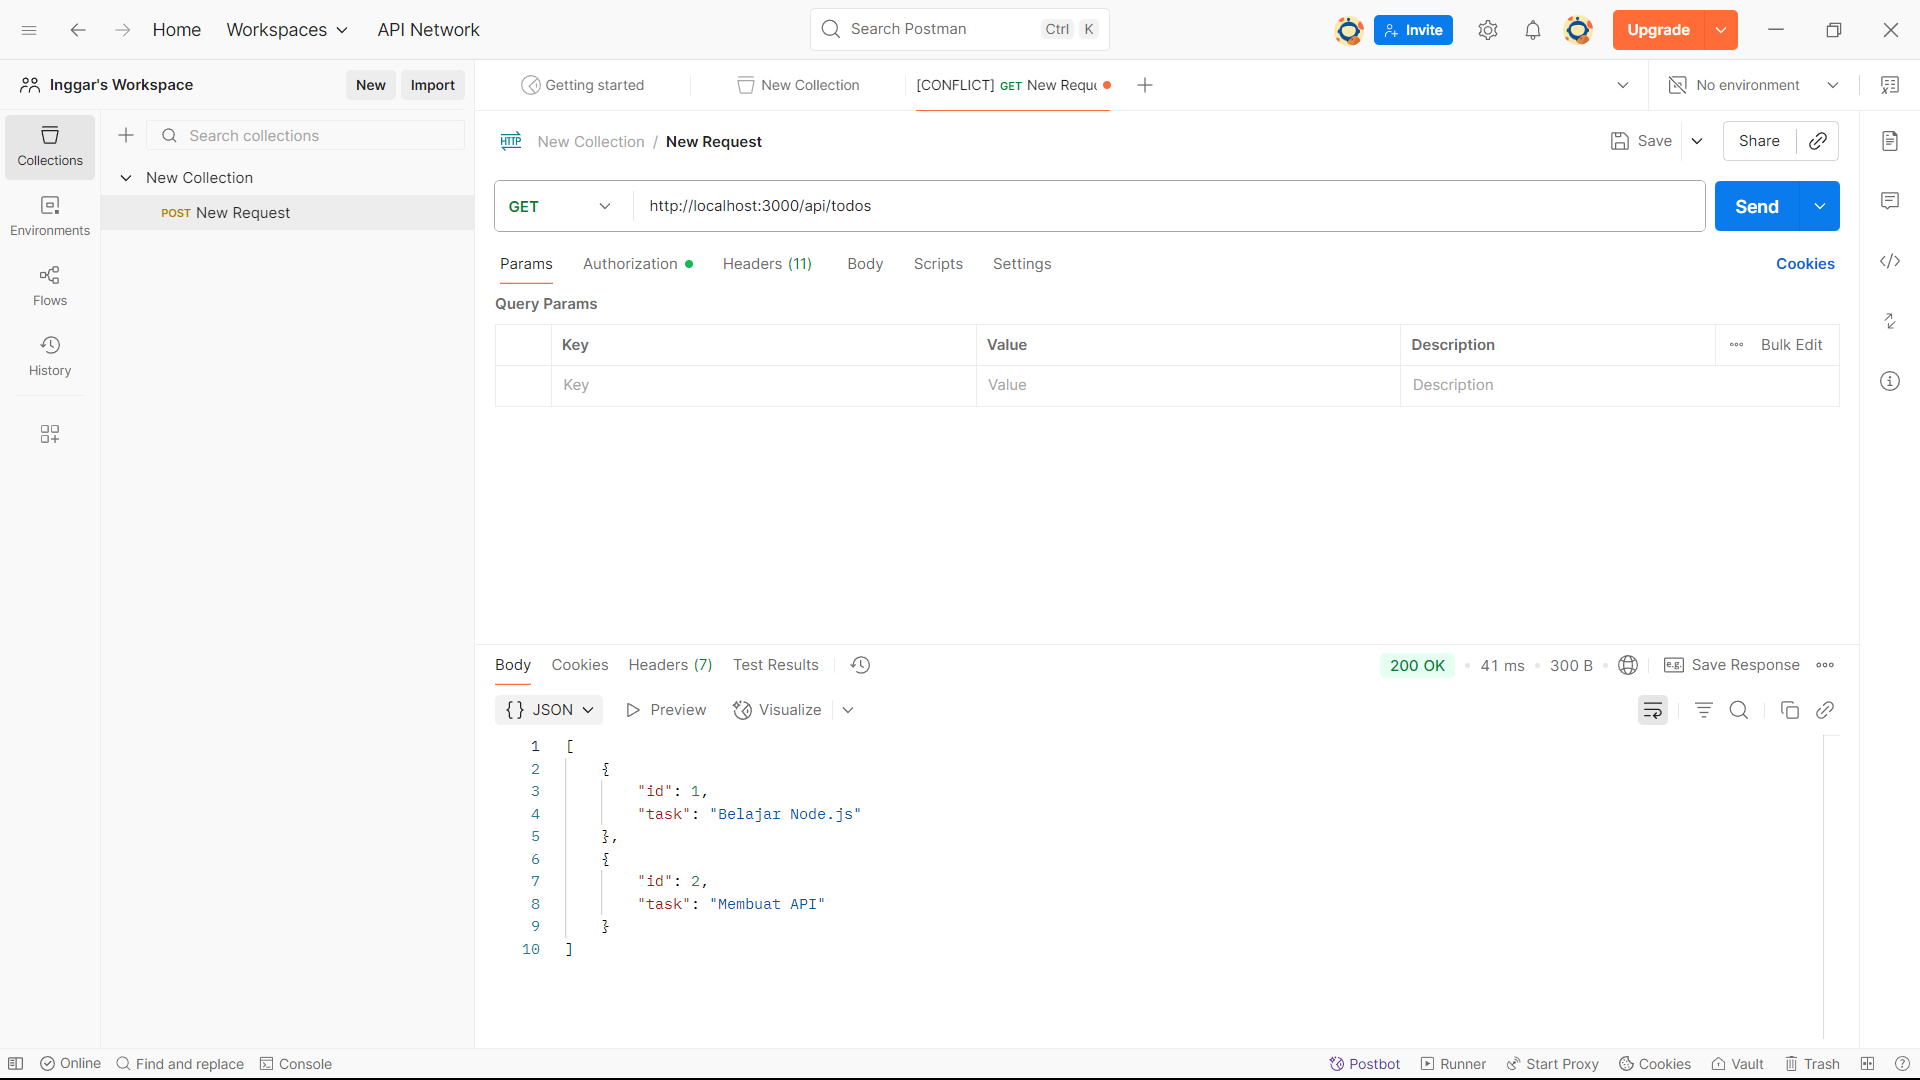 Home
Workspaces
API Network
Search Postman
Ctrl K
Invite
Upgrade
Inggar's Workspace
New
Import
Getting started
New Collection
[CONFLICT] GET New Requ
No environment
Collections
Environments
Flows
History
Search collections
New Collection
POST New Request
HTTP New Collection / New Request
Save
Share
GET
http://localhost:3000/api/todos
Send
Params
Authorization
Headers (11)
Body
Scripts
Settings
Cookies
Query Params
Key Value Description Bulk Edit
Key Value Description
Body
Cookies
Headers (7)
Test Results
200 OK
41 ms
300 B
e.g. Save Response
{} JSON
Preview
Visualize
1 [
2 {
3 "id": 1,
4 "task": "Belajar Node.js"
5 },
6 {
7 "id": 2,
8 "task": "Membuat API"
9 }
10 ]
Online
Find and replace
Console
Postbot
Runner
Start Proxy
Cookies
Vault
Trash